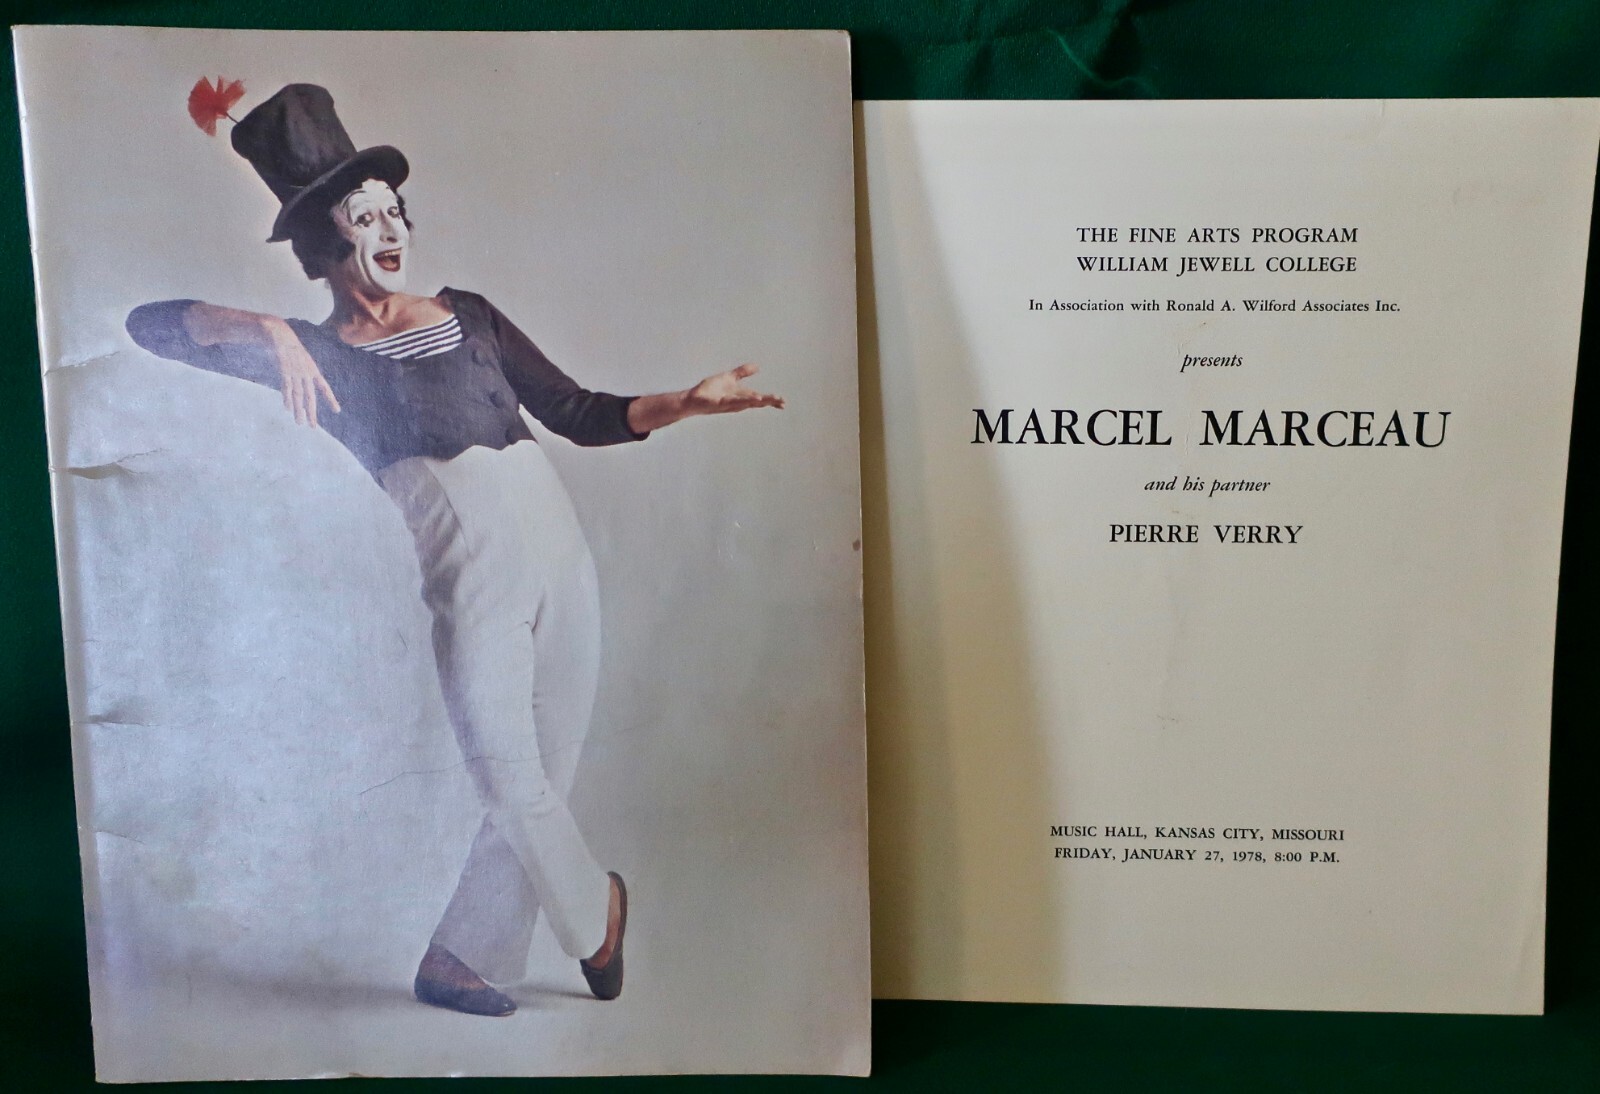 THE FINE ARTS PROGRAM
WILLIAM JEWELL COLLEGE
In Association with Ronald A. Wilford Associates Inc.
presents
MARCEL MARCEAU
and his partner
PIERRE VERRY
MUSIC HALL, KANSAS CITY, MISSOURI
FRIDAY, JANUARY 27, 1978, 8:00 P.M.